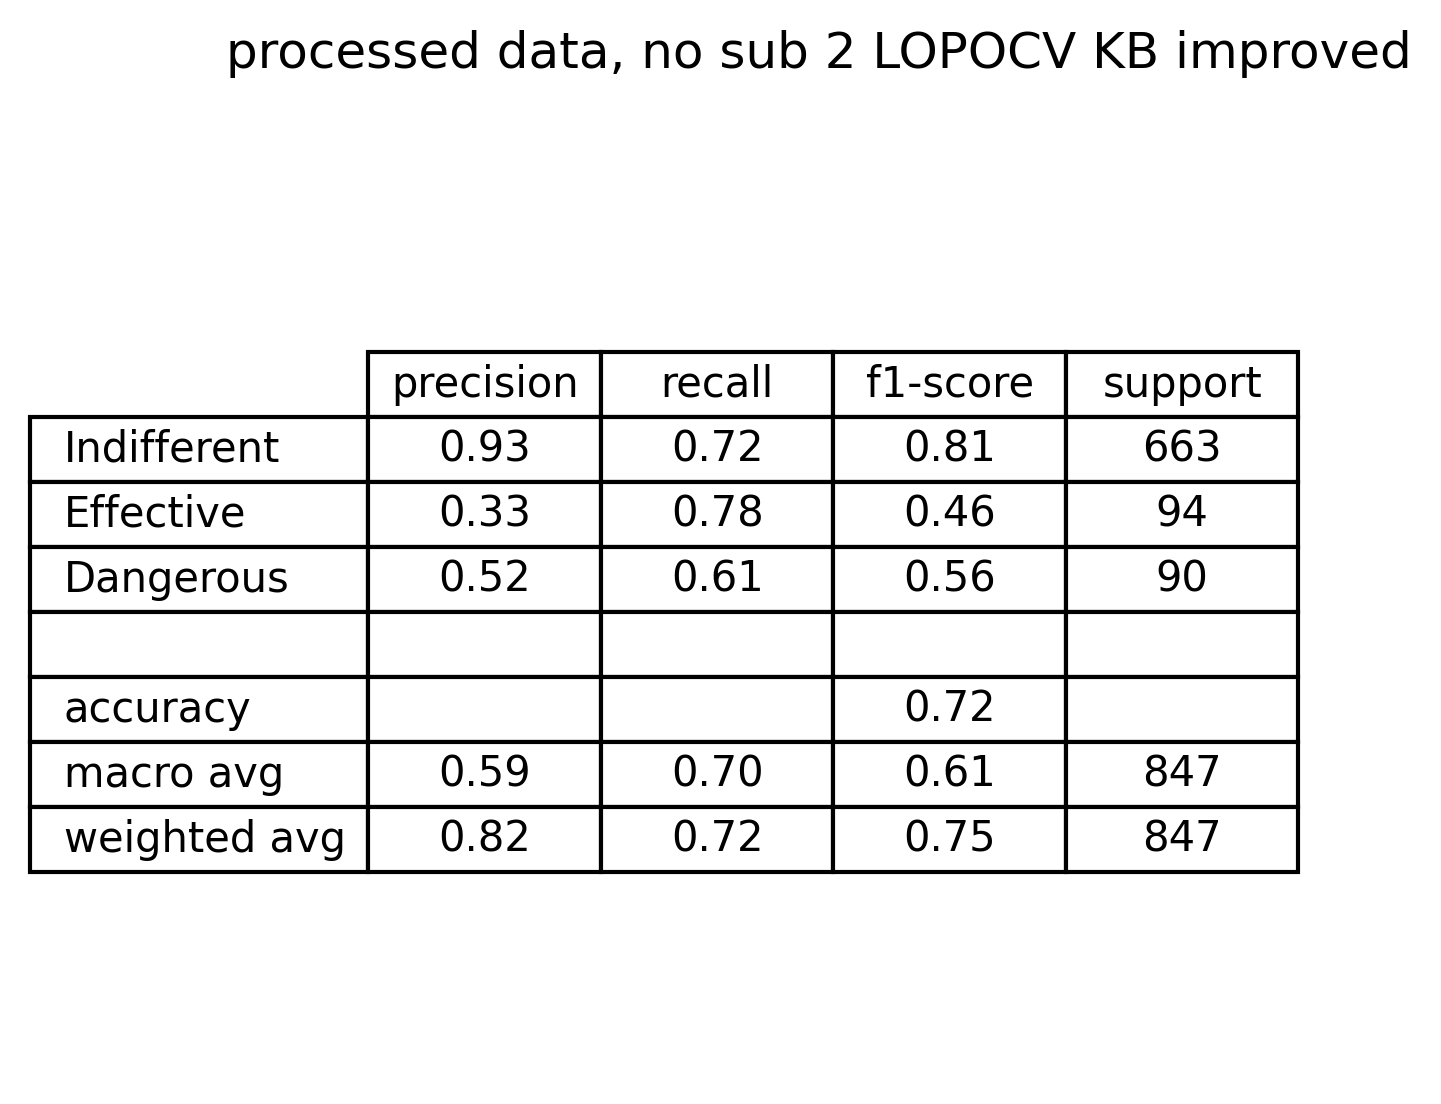 processed data, no sub 2 LOPOCV KB improved
precision recall f1-score support
Indifferent 0.93 0.72 0.81 663
Effective 0.33 0.78 0.46 94
Dangerous 0.52 0.61 0.56 90
accuracy 0.72
macro avg 0.59 0.70 0.61 847
weighted avg 0.82 0.72 0.75 847